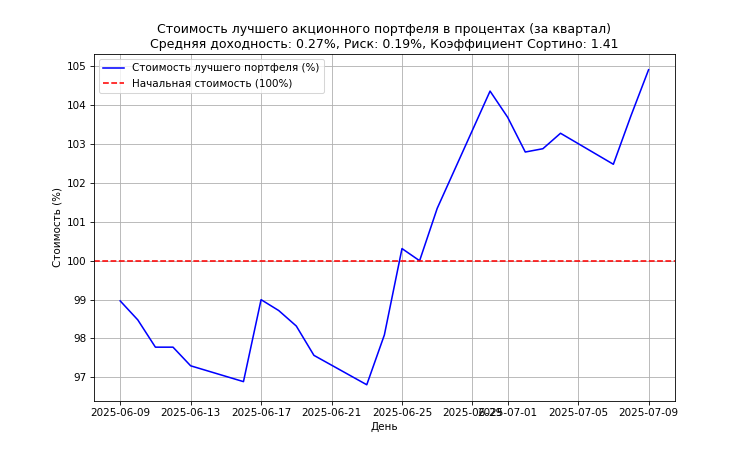 Стоимость лучшего акционного портфеля в процентах (за квартал)
Средняя доходность: 0.27%, Риск: 0.19%, Коэффициент Сортино: 1.41
Стоимость лучшего портфеля (%)
Начальная стоимость (100%)
105
104
103
102
101
100
99
98
97
Стоимость (%)
2025-06-09 2025-06-13 2025-06-17 2025-06-21 2025-06-25 2025-06-29 2025-07-01 2025-07-05 2025-07-09
День